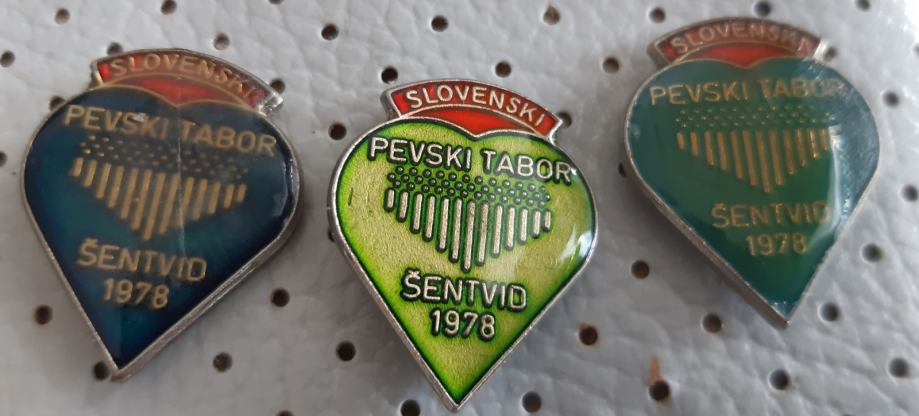 SLOVENSKI
PEVSKI TABOR
ŠENTVID
1978
SLOVENSKI
PEVSKI TABOR
ŠENTVID
1978
SLOVENSKI
PEVSKI TABOR
ŠENTVID
1978